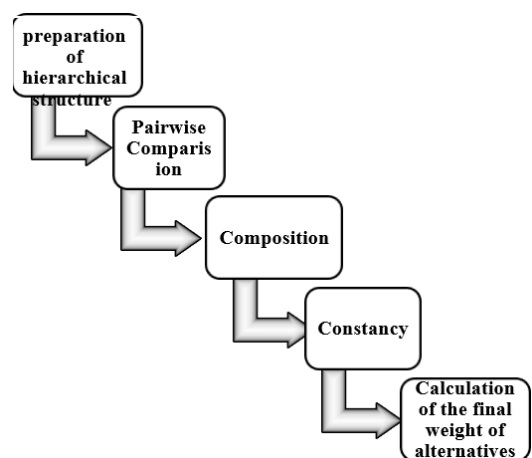 preparation
of
hierarchical
structure
Pairwise
Comparis
ion
Composition
Constancy
Calculation
of the final
weight of
alternatives